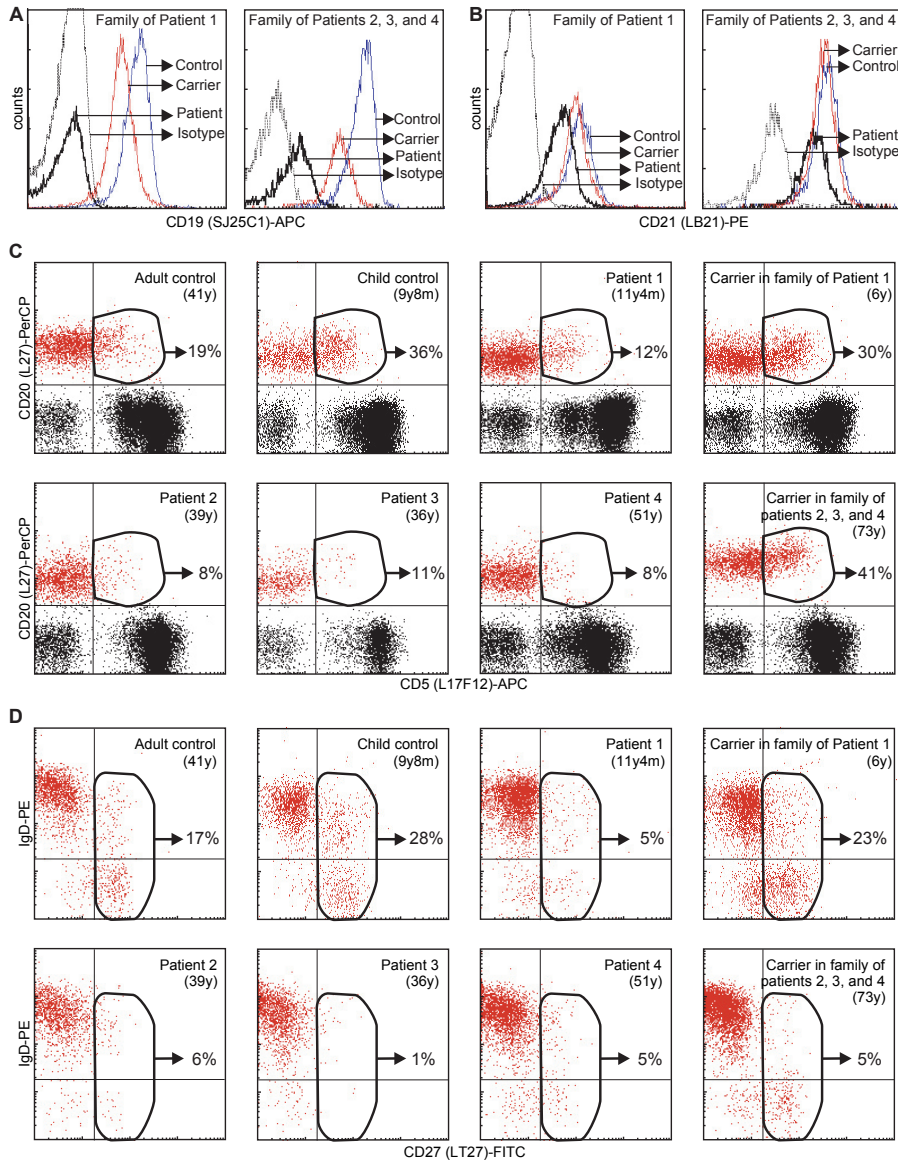 A
Family of Patient 1
Control
Carrier
Patient
Isotype
counts
Family of Patients 2, 3, and 4
Control
Carrier
Patient
Isotype
CD19 (SJ25C1)-APC
B
Family of Patient 1
Control
Carrier
Patient
Isotype
counts
Family of Patients 2, 3, and 4
Carrier
Control
Patient
Isotype
CD21 (LB21)-PE
C
CD20 (L27)-PerCP
Adult control
(41y)
19%
Child control
(9y8m)
36%
Patient 1
(11y4m)
12%
Carrier in family of Patient 1
(6y)
30%
CD20 (L27)-PerCP
Patient 2
(39y)
8%
Patient 3
(36y)
11%
Patient 4
(51y)
8%
Carrier in family of
patients 2, 3, and 4
(73y)
41%
CD5 (L17F12)-APC
D
IgD-PE
Adult control
(41y)
17%
Child control
(9y8m)
28%
Patient 1
(11y4m)
5%
Carrier in family of Patient 1
(6y)
23%
IgD-PE
Patient 2
(39y)
6%
Patient 3
(36y)
1%
Patient 4
(51y)
5%
Carrier in family of
patients 2, 3, and 4
(73y)
5%
CD27 (LT27)-FITC